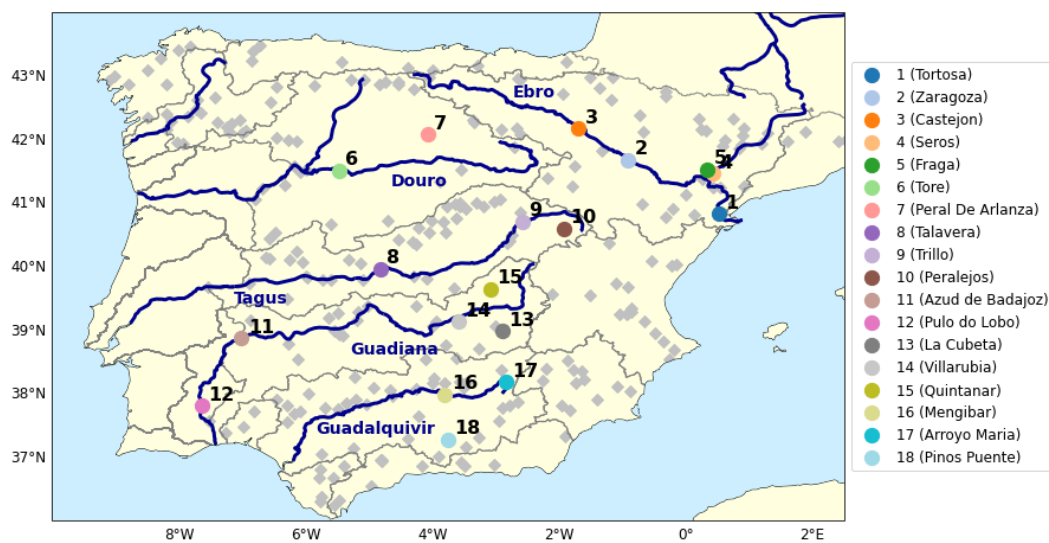 43°N
42°N
41°N
40°N
39°N
38°N
37°N
8°W
6°W
4°W
2°W
0°
2°E
Ebro
Douro
Tagus
Guadiana
Guadalquivir
1
2
3
4
5
6
7
8
9
10
11
12
13
14
15
16
17
18
1 (Tortosa)
2 (Zaragoza)
3 (Castejon)
4 (Seros)
5 (Fraga)
6 (Tore)
7 (Peral De Arlanza)
8 (Talavera)
9 (Trillo)
10 (Peralejos)
11 (Azud de Badajoz)
12 (Pulo do Lobo)
13 (La Cubeta)
14 (Villarubia)
15 (Quintanar)
16 (Mengibar)
17 (Arroyo Maria)
18 (Pinos Puente)